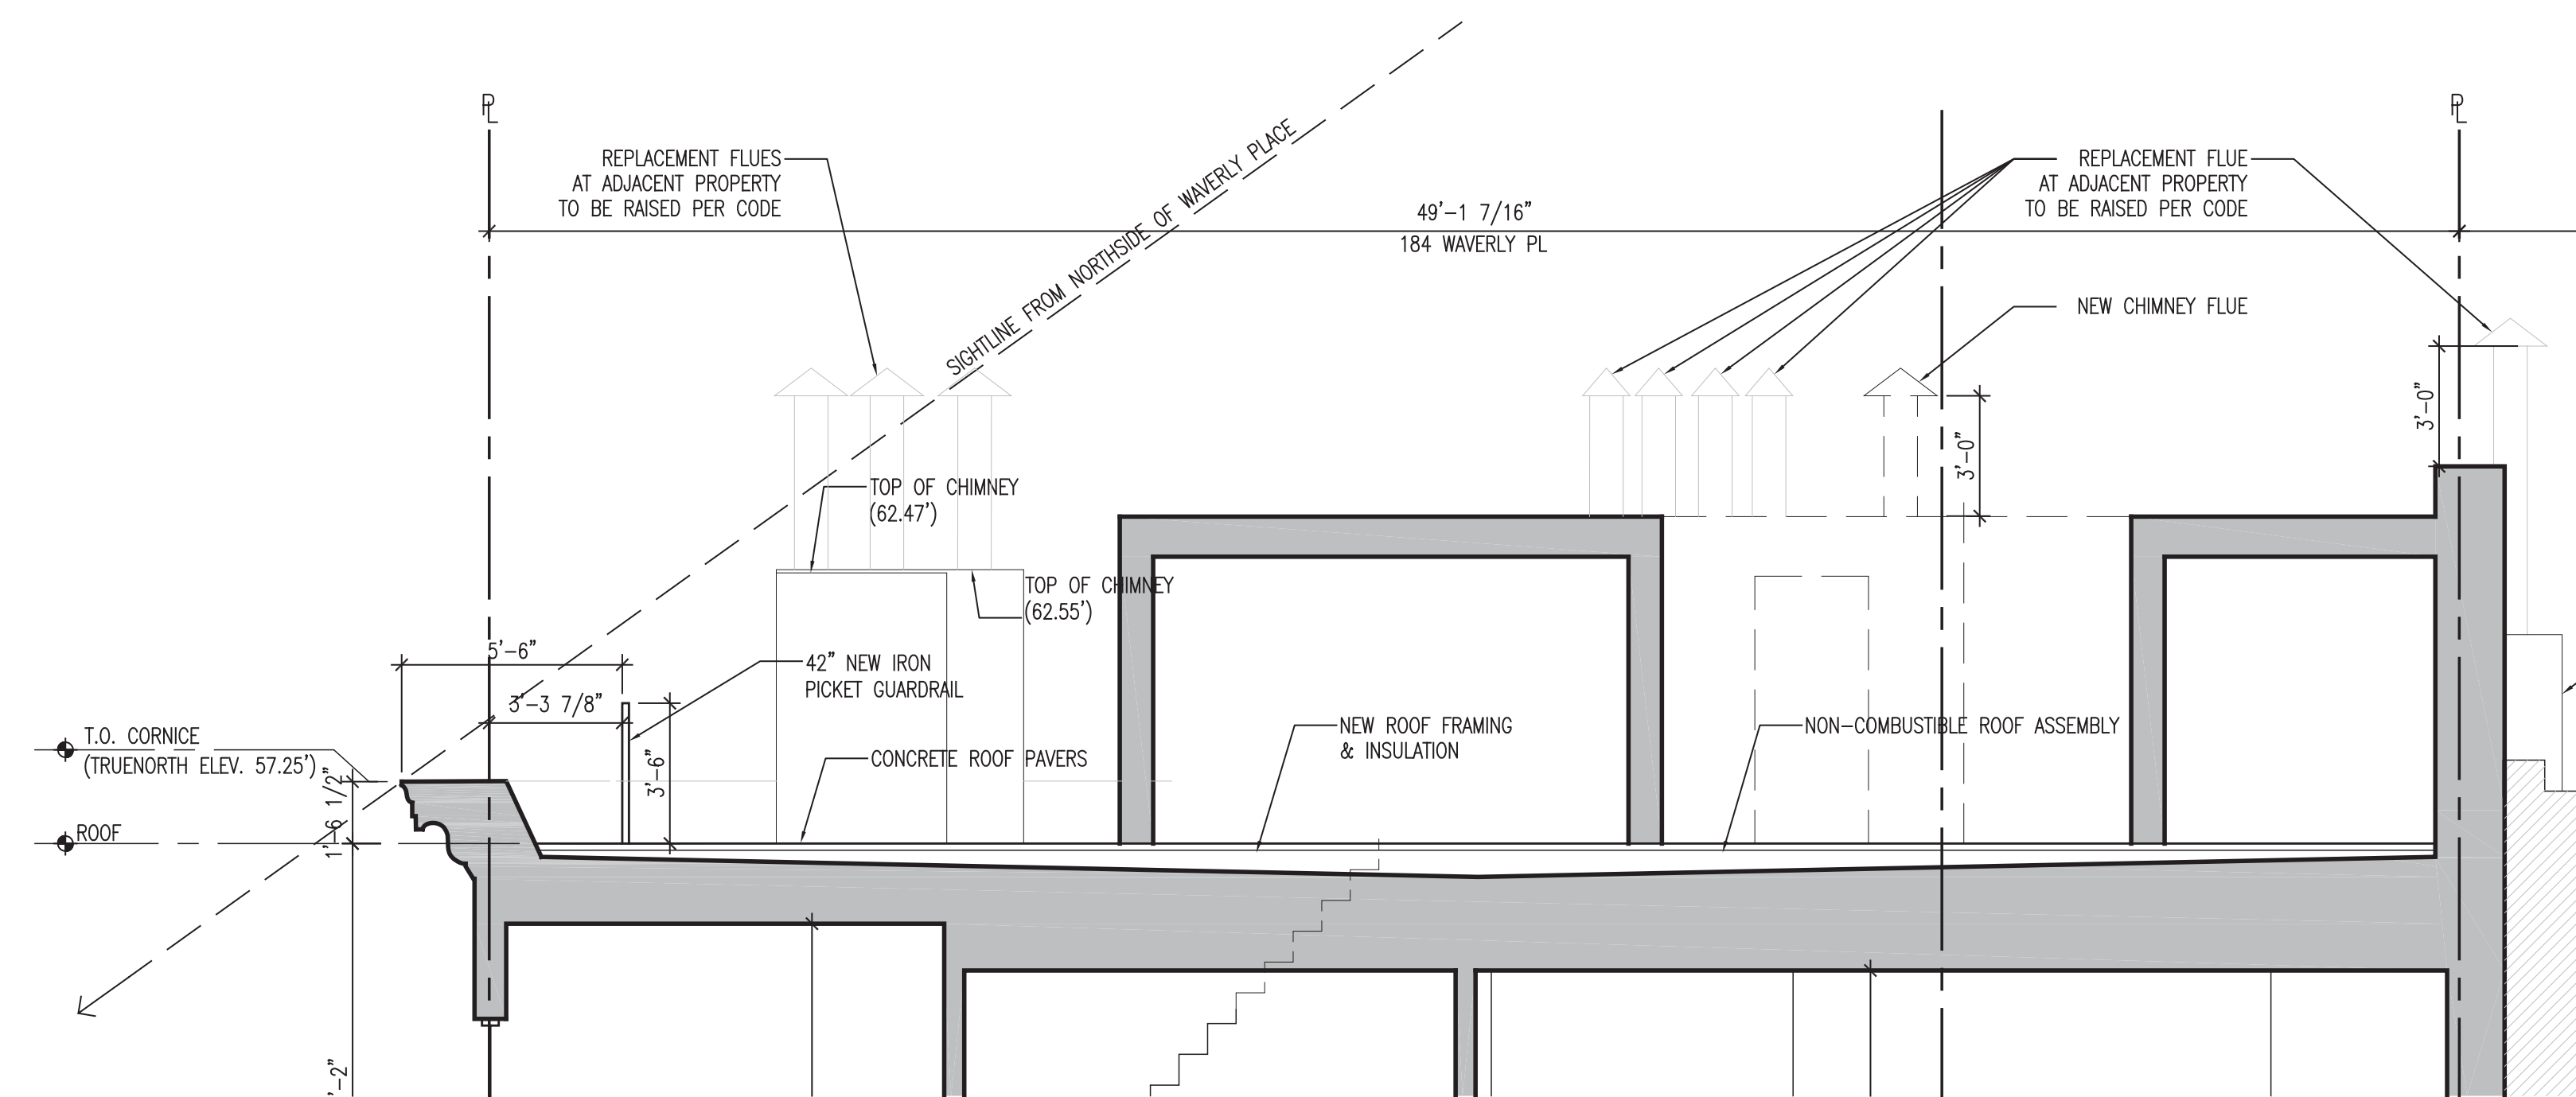 PL
PL
REPLACEMENT FLUES
AT ADJACENT PROPERTY
TO BE RAISED PER CODE
SIGHTLINE FROM NORTHSIDE OF WAVERLY PLACE
49'-1 7/16"
184 WAVERLY PL
REPLACEMENT FLUE
AT ADJACENT PROPERTY
TO BE RAISED PER CODE
NEW CHIMNEY FLUE
3'-0"
3'-0"
TOP OF CHIMNEY
(62.47')
TOP OF CHIMNEY
(62.55')
5'-6"
3'-3 7/8"
42" NEW IRON
PICKET GUARDRAIL
3'-6"
T.O. CORNICE
(TRUENORTH ELEV. 57.25')
1'-6 1/2"
ROOF
CONCRETE ROOF PAVERS
NEW ROOF FRAMING
& INSULATION
NON-COMBUSTIBLE ROOF ASSEMBLY
'-2"